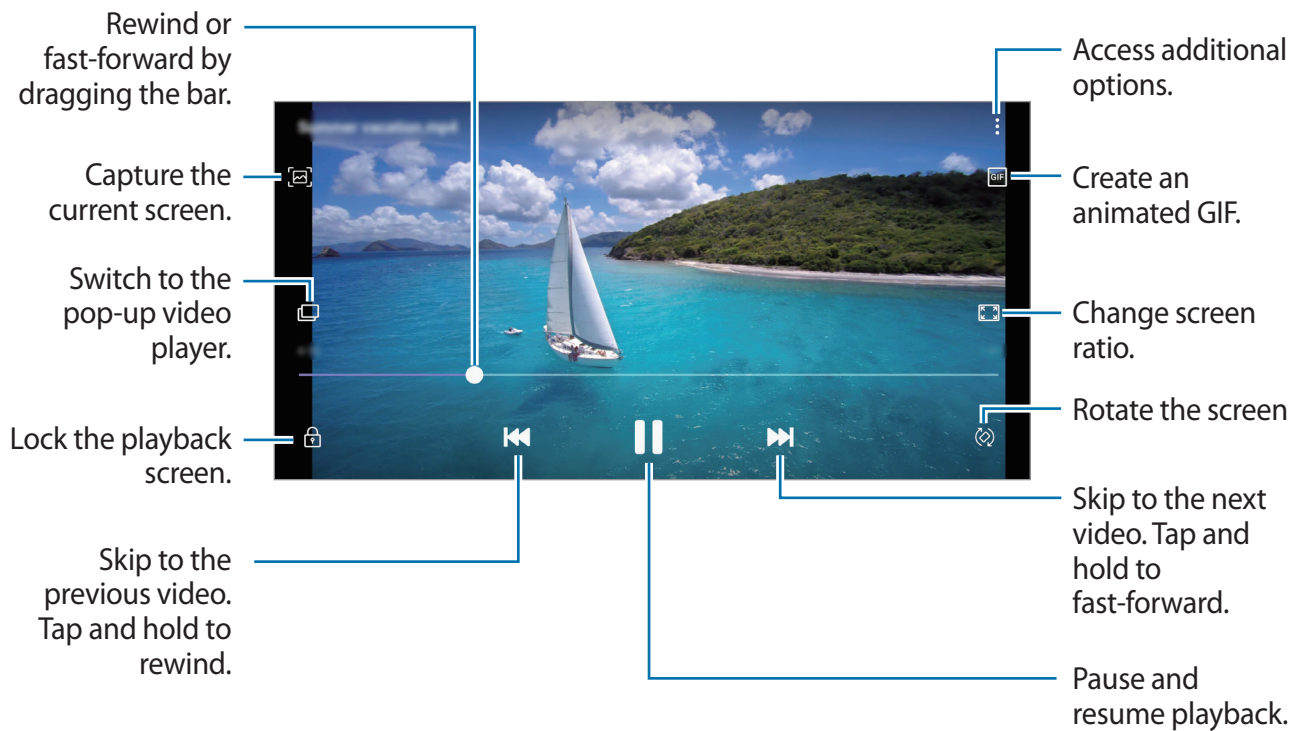 Rewind or
fast-forward by
dragging the bar.
Capture the
current screen.
Switch to the
pop-up video
player.
Lock the playback
screen.
Skip to the
previous video.
Tap and hold to
rewind.
Access additional
options.
GIF
Create an
animated GIF.
Change screen
ratio.
Rotate the screen
Skip to the next
video. Tap and
hold to
fast-forward.
Pause and
resume playback.